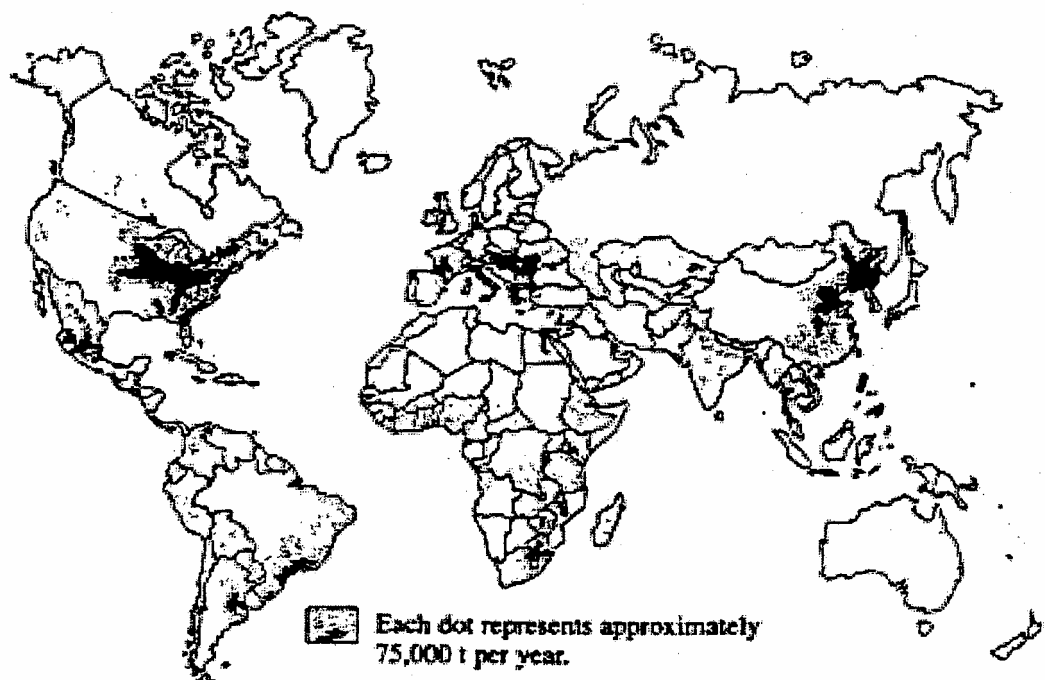 Each dot represents approximately
75,000 t per year.